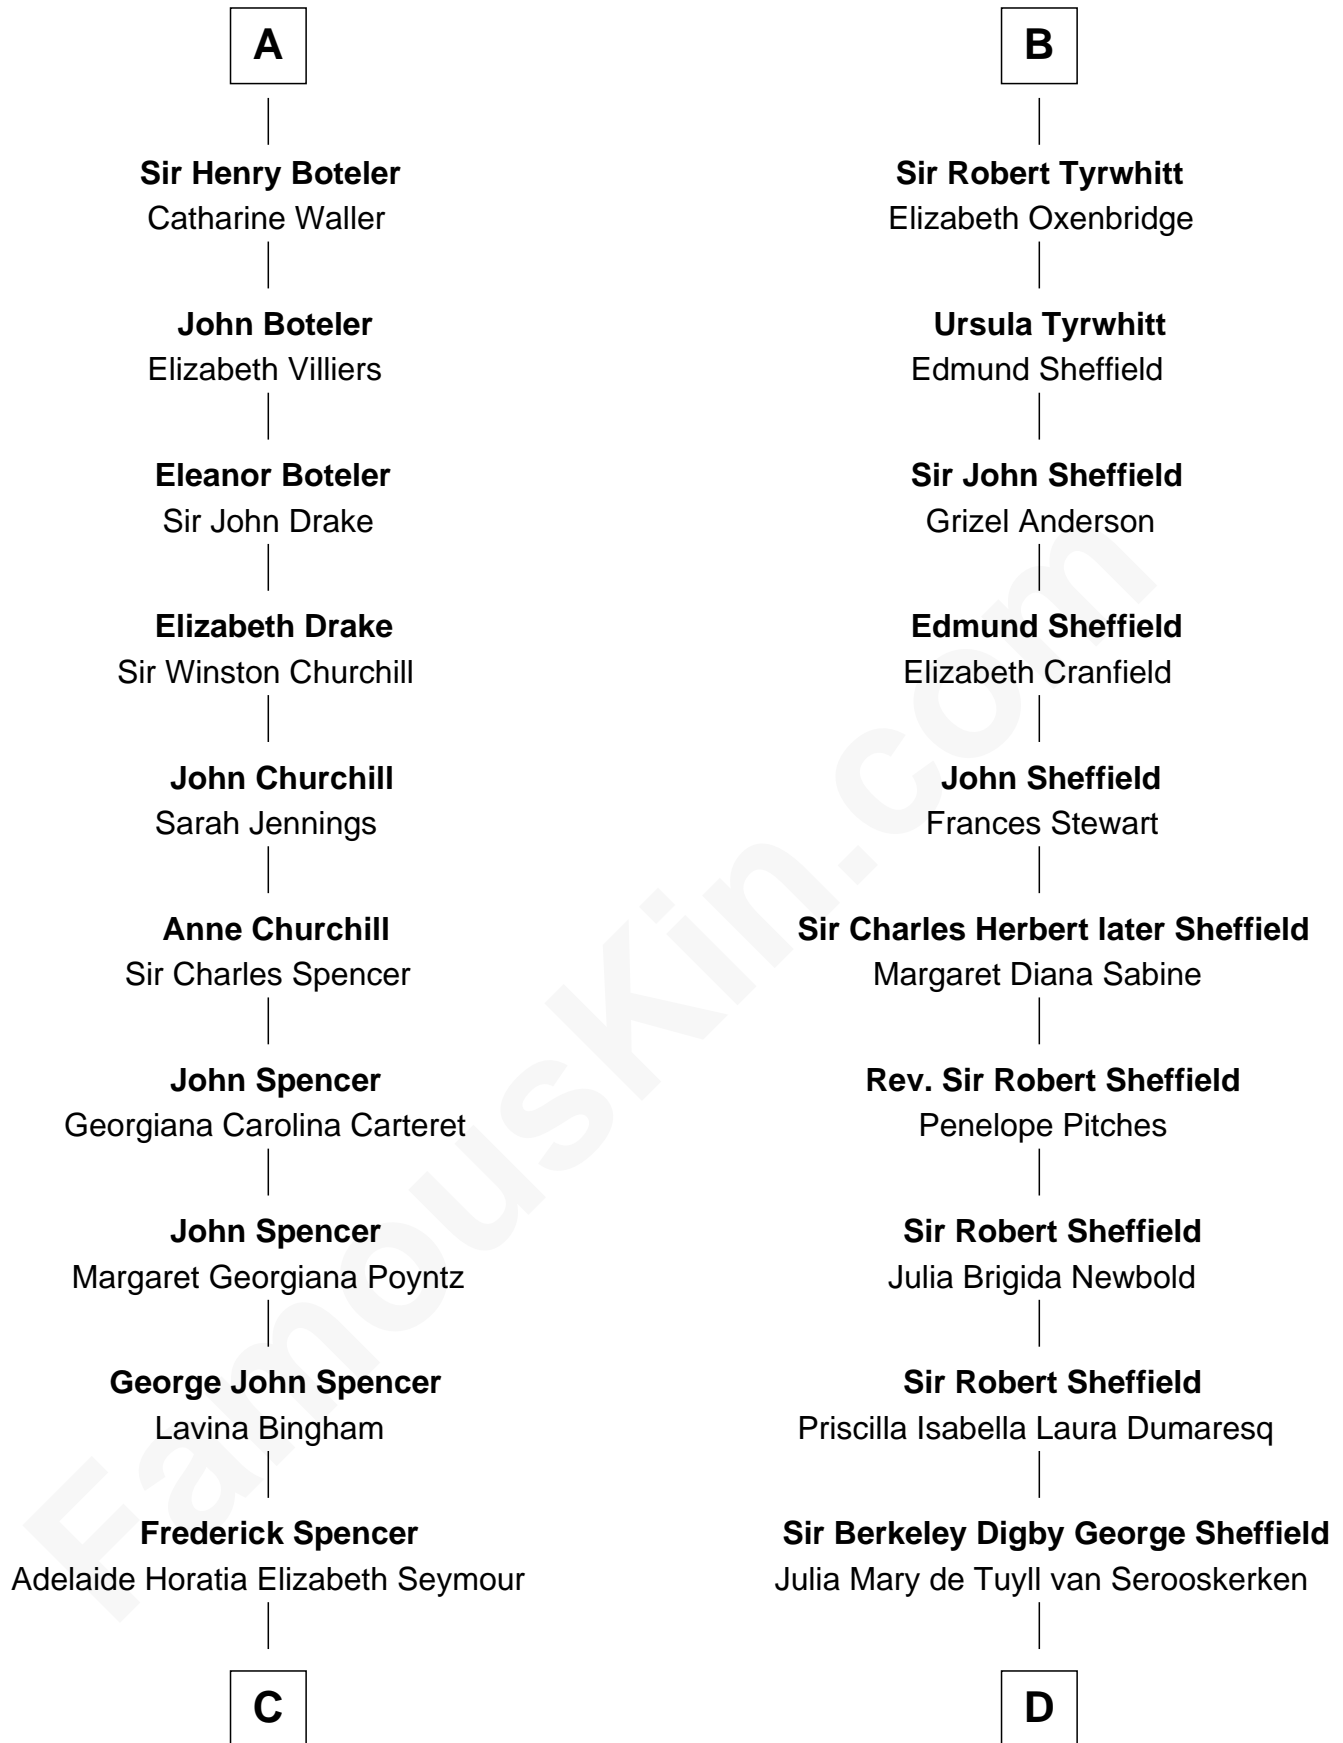 A
Sir Henry Boteler
Catharine Waller
John Boteler
Elizabeth Villiers
Eleanor Boteler
Sir John Drake
Elizabeth Drake
Sir Winston Churchill
John Churchill
Sarah Jennings
Anne Churchill
Sir Charles Spencer
John Spencer
Georgiana Carolina Carteret
John Spencer
Margaret Georgiana Poyntz
George John Spencer
Lavina Bingham
Frederick Spencer
Adelaide Horatia Elizabeth Seymour
C
B
Sir Robert Tyrwhitt
Elizabeth Oxenbridge
Ursula Tyrwhitt
Edmund Sheffield
Sir John Sheffield
Grizel Anderson
Edmund Sheffield
Elizabeth Cranfield
John Sheffield
Frances Stewart
Sir Charles Herbert later Sheffield
Margaret Diana Sabine
Rev. Sir Robert Sheffield
Penelope Pitches
Sir Robert Sheffield
Julia Brigida Newbold
Sir Robert Sheffield
Priscilla Isabella Laura Dumaresq
Sir Berkeley Digby George Sheffield
Julia Mary de Tuyll van Serooskerken
D
FamousKin.com